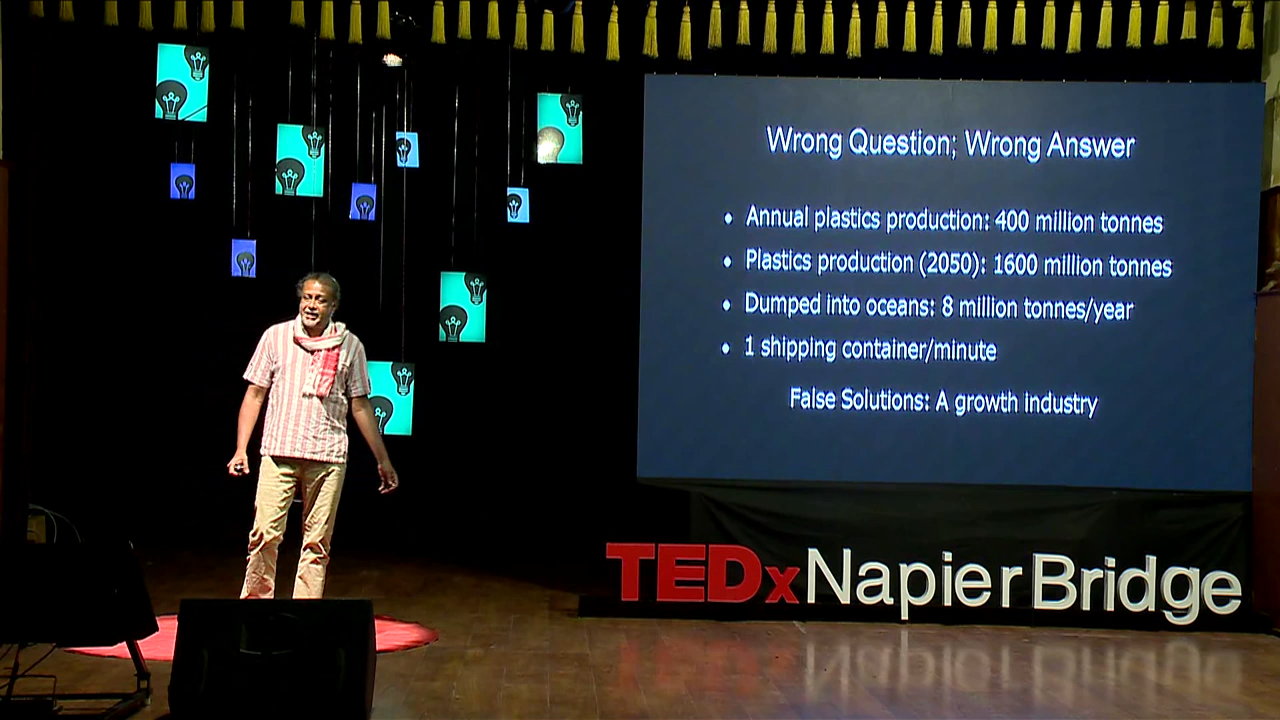 Wrong Question; Wrong Answer
• Annual plastics production: 400 million tonnes
• Plastics production (2050): 1600 million tonnes
• Dumped into oceans: 8 million tonnes/year
• 1 shipping container/minute
False Solutions: A growth industry
TEDxNapierBridge